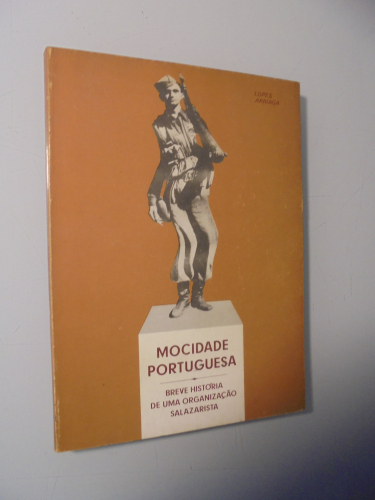 LOPES
ARRIAGA
MOCIDADE
PORTUGUESA
BREVE HISTÓRIA
DE UMA ORGANIZAÇÃO
SALAZARISTA